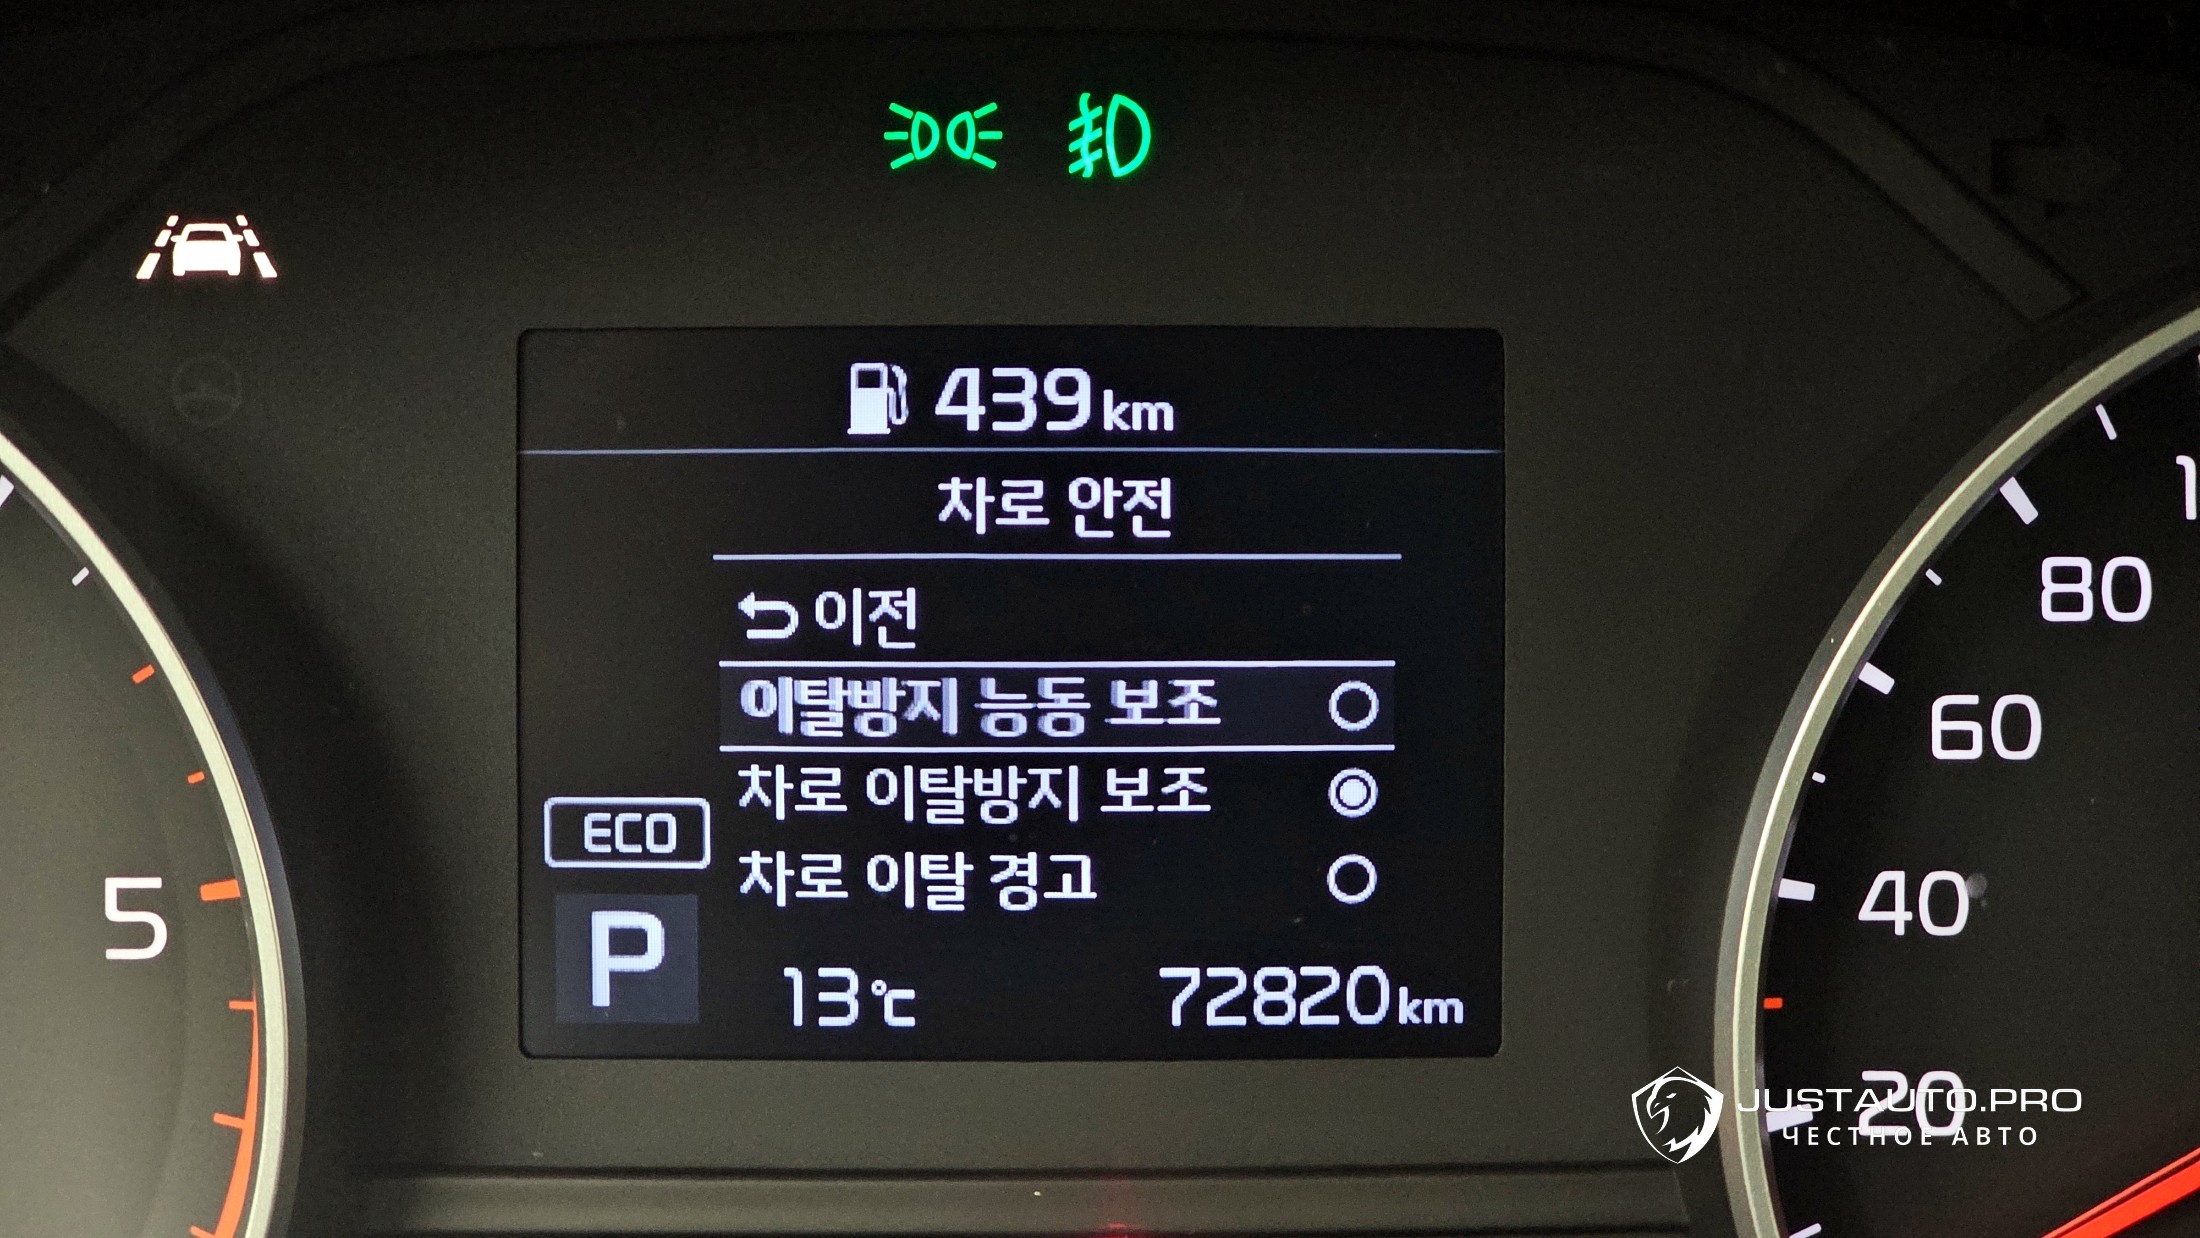 439km
차로 안전
이전
이탈방지 능동 보조
차로 이탈방지 보조
차로 이탈 경고
ECO
P
13℃
72820km
5
80
60
40
20
JUSTAUTO.PRO
ЧЕСТНОЕ АВТО